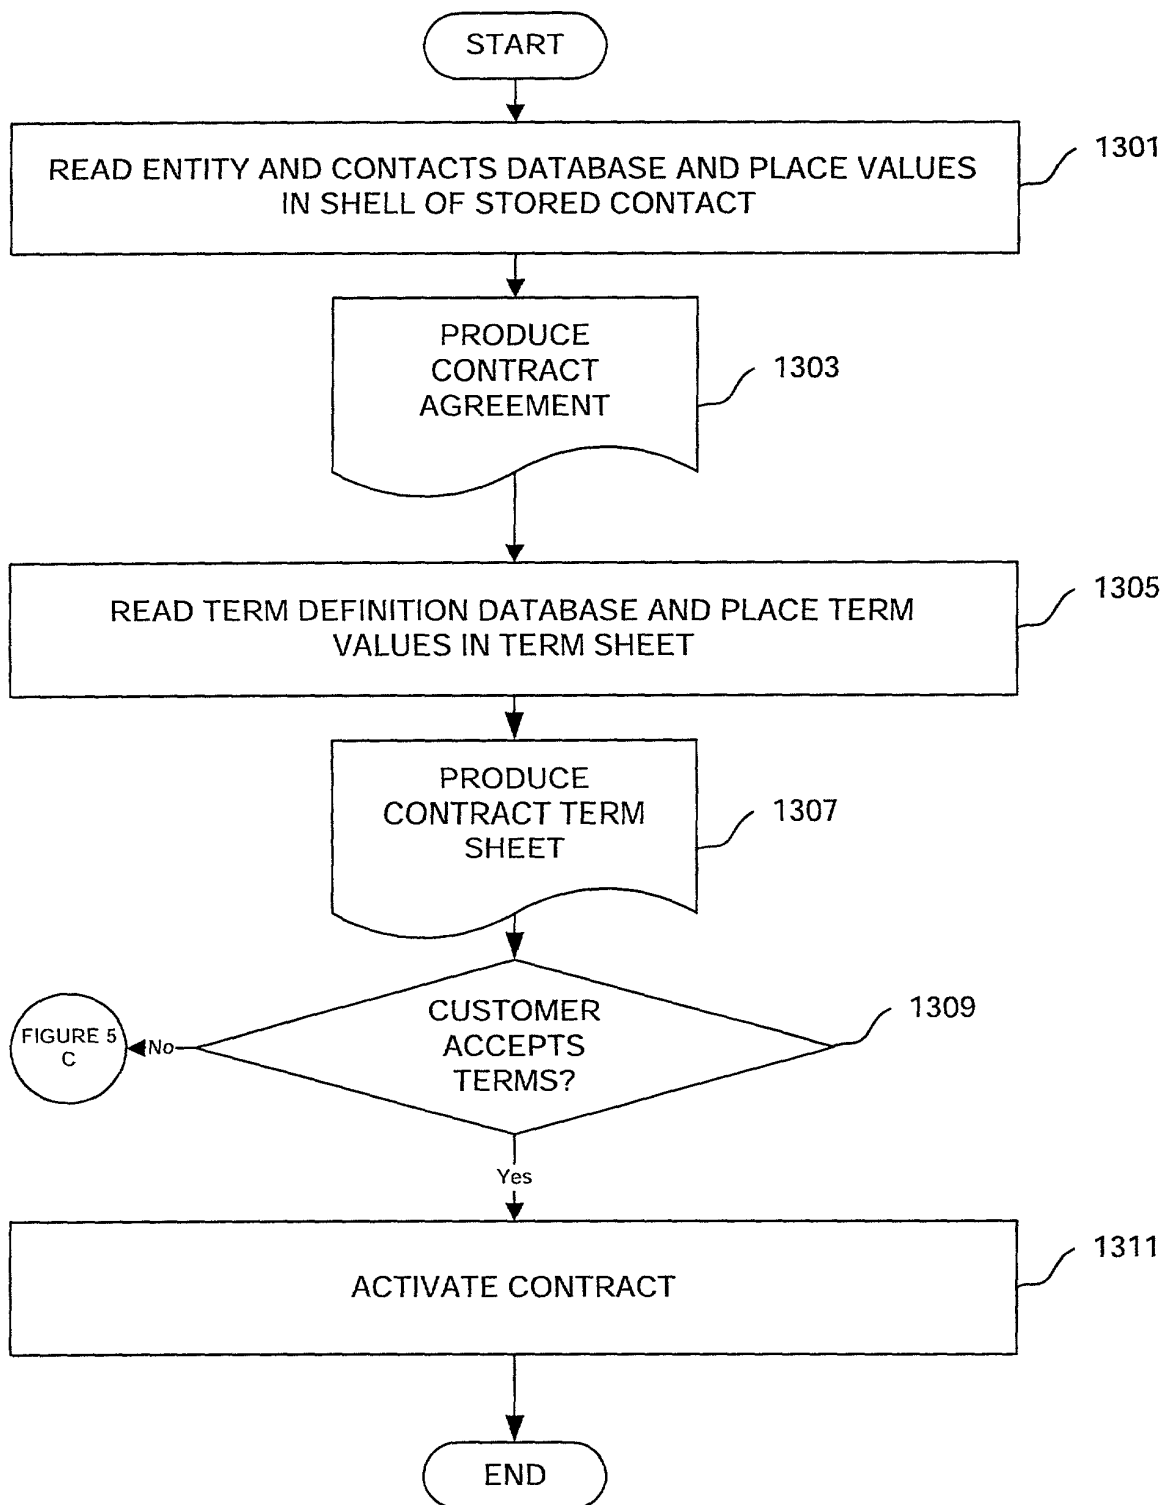 START
READ ENTITY AND CONTACTS DATABASE AND PLACE VALUES
IN SHELL OF STORED CONTACT
1301
PRODUCE
CONTRACT
AGREEMENT
1303
READ TERM DEFINITION DATABASE AND PLACE TERM
VALUES IN TERM SHEET
1305
PRODUCE
CONTRACT TERM
SHEET
1307
CUSTOMER
ACCEPTS
TERMS?
1309
No
FIGURE 5
C
Yes
ACTIVATE CONTRACT
1311
END